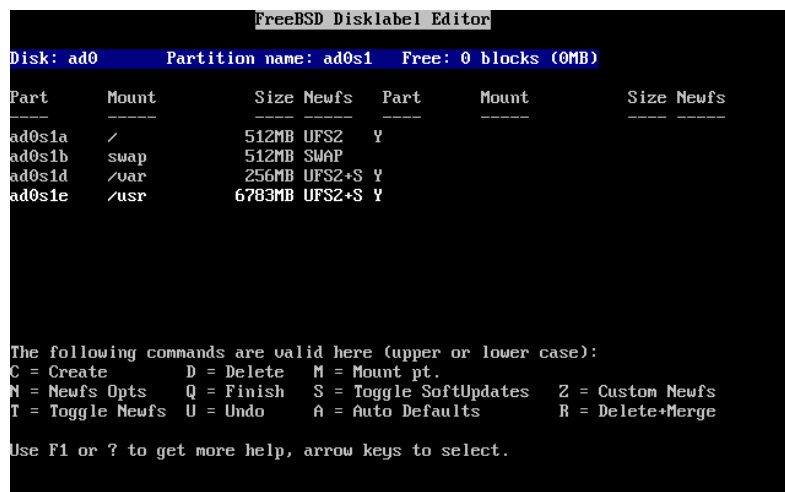 FreeBSD Disklabel Editor
Disk: ad0       Partition name: ad0s1   Free: 0 blocks (0MB)
Part      Mount          Size Newfs   Part      Mount          Size Newfs
----      -----          ---- -----   ----      -----          ---- -----
ad0s1a    /             512MB UFS2   Y
ad0s1b    swap          512MB SWAP
ad0s1d    /var          256MB UFS2+S Y
ad0s1e    /usr         6783MB UFS2+S Y
The following commands are valid here (upper or lower case):
C = Create        D = Delete   M = Mount pt.
N = Newfs Opts    Q = Finish   S = Toggle SoftUpdates   Z = Custom Newfs
T = Toggle Newfs  U = Undo     A = Auto Defaults        R = Delete+Merge
Use F1 or ? to get more help, arrow keys to select.